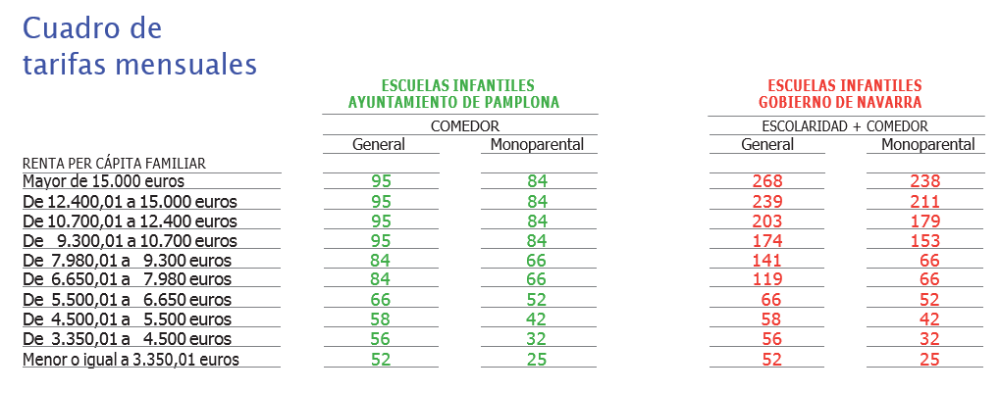 Cuadro de
tarifas mensuales
ESCUELAS INFANTILES
AYUNTAMIENTO DE PAMPLONA
ESCUELAS INFANTILES
GOBIERNO DE NAVARRA
COMEDOR
ESCOLARIDAD + COMEDOR
General Monoparental General Monoparental
RENTA PER CÁPITA FAMILIAR
Mayor de 15.000 euros 95 84 268 238
De 12.400,01 a 15.000 euros 95 84 239 211
De 10.700,01 a 12.400 euros 95 84 203 179
De 9.300,01 a 10.700 euros 95 84 174 153
De 7.980,01 a 9.300 euros 84 66 141 66
De 6.650,01 a 7.980 euros 84 66 119 66
De 5.500,01 a 6.650 euros 66 52 66 52
De 4.500,01 a 5.500 euros 58 42 58 42
De 3.350,01 a 4.500 euros 56 32 56 32
Menor o igual a 3.350,01 euros 52 25 52 25